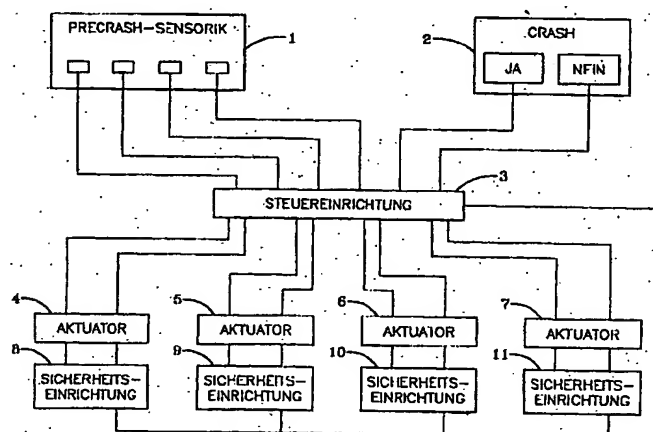 PRECRASH-SENSORIK
1
2
CRASH
JA
NFIN
3
STEUEREINRICHTUNG
4
5
6
7
AKTUATOR
AKTUATOR
AKTUATOR
AKTUATOR
8
9
10
11
SICHERHEITS-
EINRICHTUNG
SICHERHEITS-
EINRICHTUNG
SICHERHEITS-
EINRICHTUNG
SICHERHEITS-
EINRICHTUNG